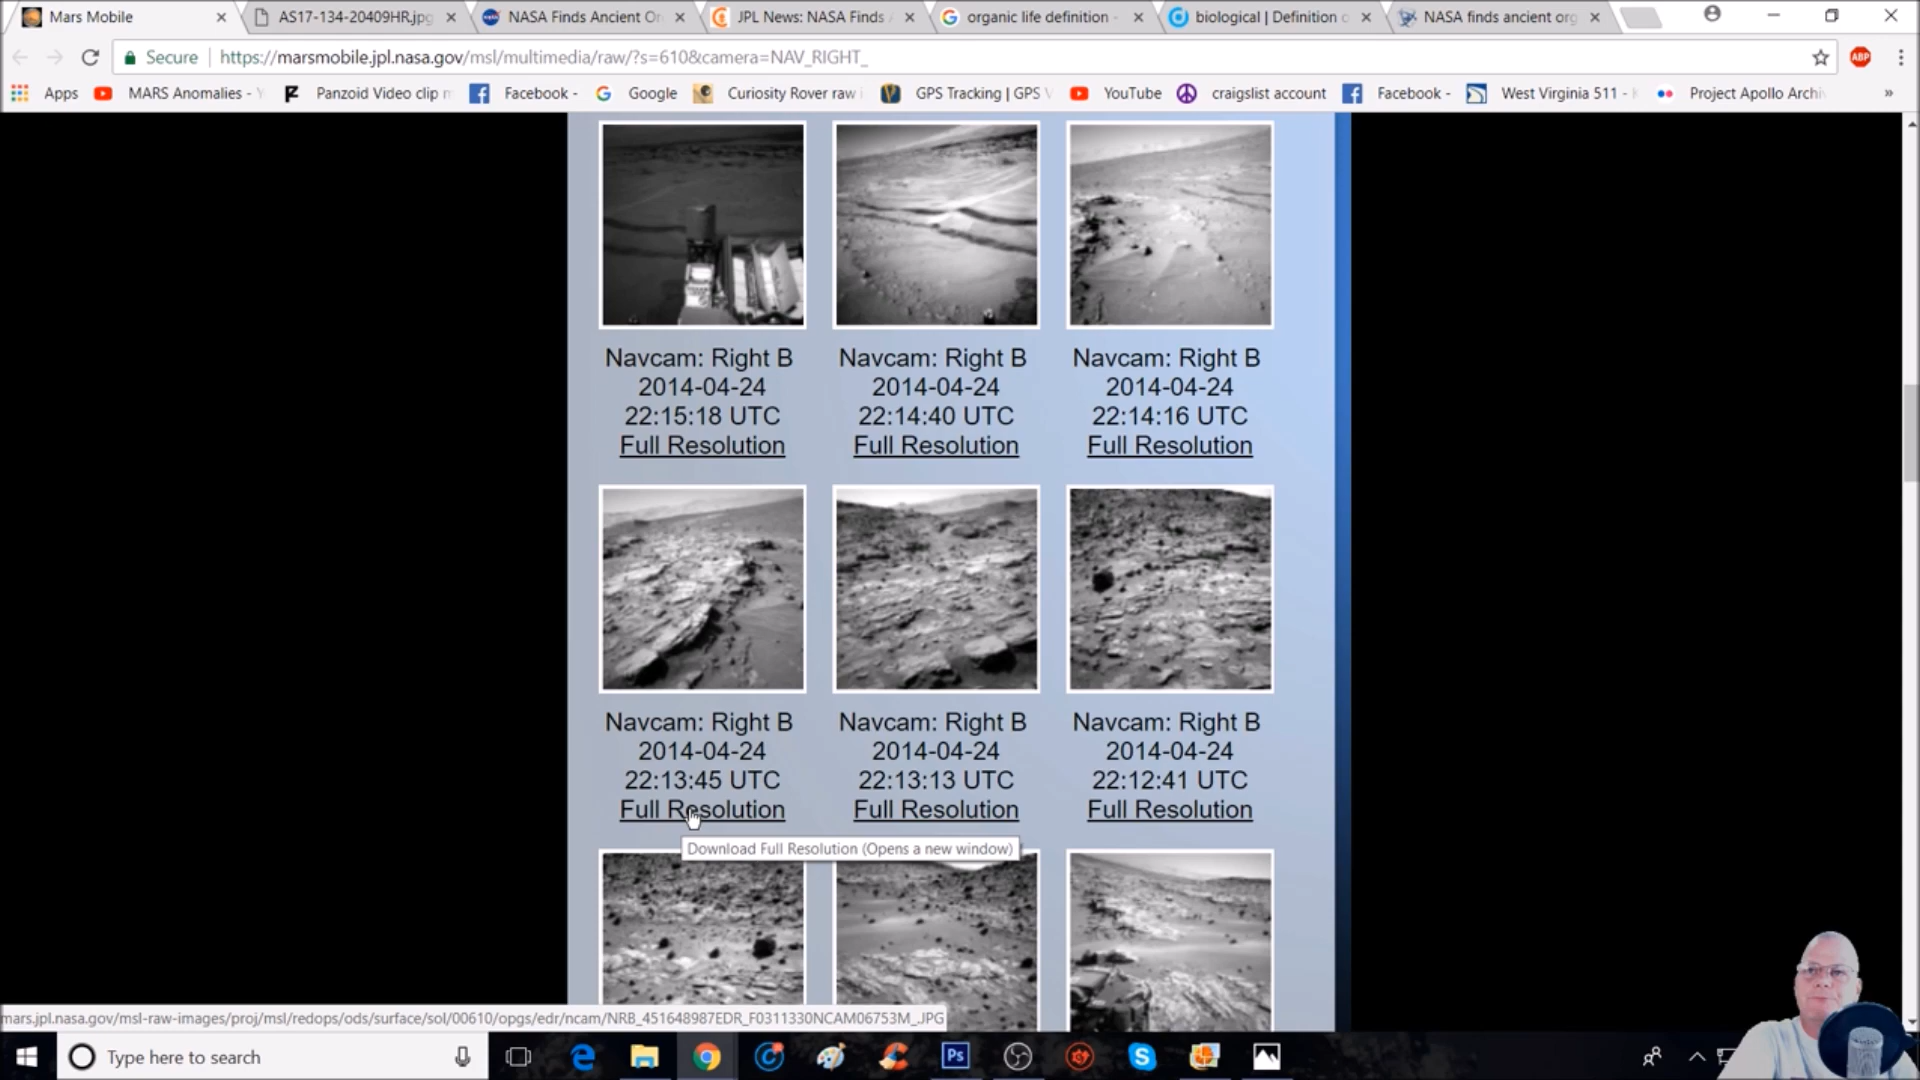 Mars Mobile
AS17-134-20409HR.jpg
NASA Finds Ancient Or
JPL News: NASA Finds
organic life definition -
biological | Definition o
NASA finds ancient org
Secure
https://marsmobile.jpl.nasa.gov/msl/multimedia/raw/?s=610&camera=NAV_RIGHT_
ABP
Apps
MARS Anomalies -
Panzoid Video clip m
Facebook -
Google
Curiosity Rover raw i
GPS Tracking | GPS V
YouTube
craigslist account
Facebook -
West Virginia 511 -
Project Apollo Archi
»
Navcam: Right B
2014-04-24
22:15:18 UTC
Full Resolution
Navcam: Right B
2014-04-24
22:14:40 UTC
Full Resolution
Navcam: Right B
2014-04-24
22:14:16 UTC
Full Resolution
Navcam: Right B
2014-04-24
22:13:45 UTC
Full Resolution
Navcam: Right B
2014-04-24
22:13:13 UTC
Full Resolution
Navcam: Right B
2014-04-24
22:12:41 UTC
Full Resolution
Download Full Resolution (Opens a new window)
mars.jpl.nasa.gov/msl-raw-images/proj/msl/redops/ods/surface/sol/00610/opgs/edr/ncam/NRB_451648987EDR_F0311330NCAM06753M_.JPG
Type here to search
Ps